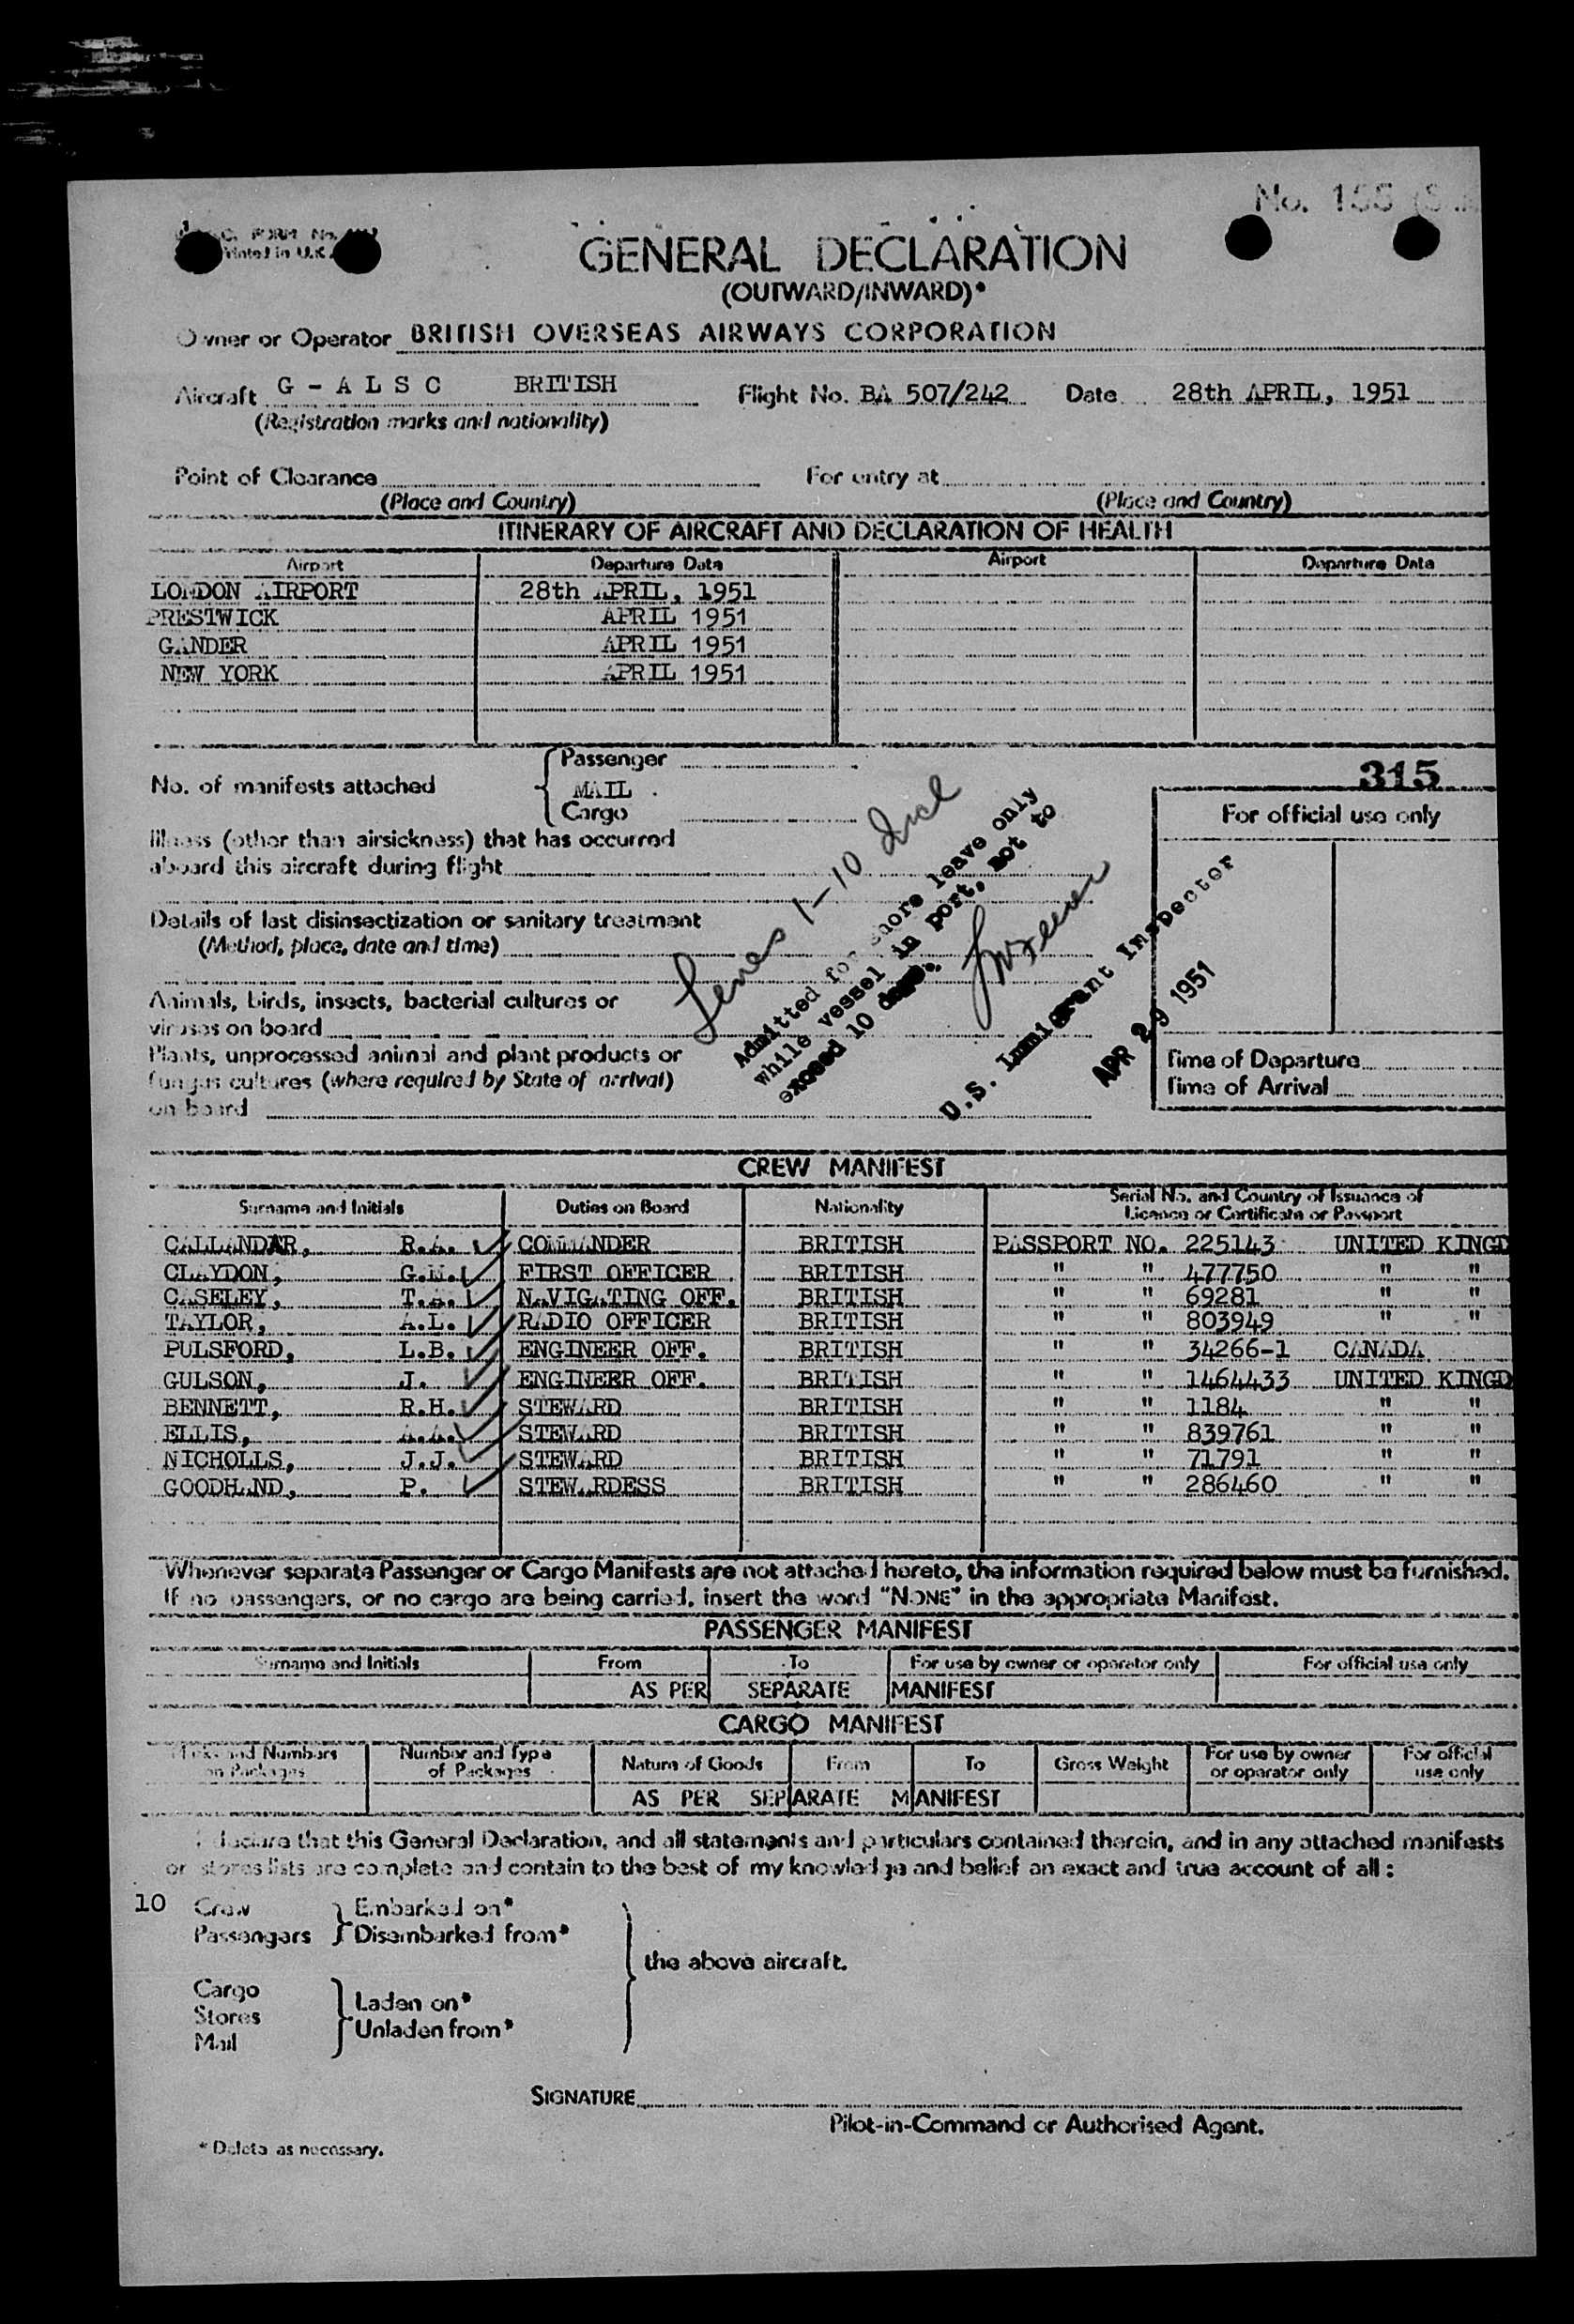 No. 155
FORM No.
Printed in U.K.
GENERAL DECLARATION
(OUTWARD/INWARD)*
Owner or Operator BRITISH OVERSEAS AIRWAYS CORPORATION
Aircraft G - A L S C BRITISH Flight No. BA 507/242 Date 28th APRIL, 1951
(Registration marks and nationality)
Point of Clearance For entry at
(Place and Country) (Place and Country)
ITINERARY OF AIRCRAFT AND DECLARATION OF HEALTH
Airport Departure Date Airport Departure Date
LONDON AIRPORT 28th APRIL, 1951
PRESTWICK APRIL 1951
GANDER APRIL 1951
NEW YORK APRIL 1951
No. of manifests attached { Passenger
MAIL
Cargo
315
For official use only
Illness (other than airsickness) that has occurred
aboard this aircraft during flight
Details of last disinsectization or sanitary treatment
(Method, place, date and time)
Animals, birds, insects, bacterial cultures or
viruses on board
Plants, unprocessed animal and plant products or
fungus cultures (where required by State of arrival)
on board
Lines 1-10 Incl
Admitted for shore leave only
while vessel in port, not to
exceed 10 days.
U.S. Immigrant Inspector
APR 29 1951
Time of Departure
Time of Arrival
CREW MANIFEST
Surname and Initials Duties on Board Nationality Serial No. and Country of Issuance of
Licence or Certificate or Passport
CALLANDAR, R.A. COMMANDER BRITISH PASSPORT NO. 225143 UNITED KINGD
CLAYDON, G.N. FIRST OFFICER BRITISH " " 477750 " "
CASELEY, T.A. NAVIGATING OFF. BRITISH " " 69281 " "
TAYLOR, A.L. RADIO OFFICER BRITISH " " 803949 " "
PULSFORD, L.B. ENGINEER OFF. BRITISH " " 34266-1 CANADA
GULSON, J. ENGINEER OFF. BRITISH " " 1464433 UNITED KINGD
BENNETT, R.H. STEWARD BRITISH " " 1184 " "
ELLIS, A.A. STEWARD BRITISH " " 839761 " "
NICHOLLS, J.J. STEWARD BRITISH " " 71791 " "
GOODHAND, P. STEWARDESS BRITISH " " 286460 " "
Whenever separate Passenger or Cargo Manifests are not attached hereto, the information required below must be furnished.
If no passengers, or no cargo are being carried, insert the word "NONE" in the appropriate Manifest.
PASSENGER MANIFEST
Surname and Initials From To For use by owner or operator only For official use only
AS PER SEPARATE MANIFEST
CARGO MANIFEST
Marks and Numbers on Packages Number and Type of Packages Nature of Goods From To Gross Weight For use by owner or operator only For official use only
AS PER SEPARATE MANIFEST
I declare that this General Declaration, and all statements and particulars contained therein, and in any attached manifests
or stores lists are complete and contain to the best of my knowledge and belief an exact and true account of all :
10 Crew } Embarked on*
Passengers } Disembarked from*
the above aircraft.
Cargo
Stores } Laden on*
Mail } Unladen from*
SIGNATURE
Pilot-in-Command or Authorised Agent.
* Delete as necessary.